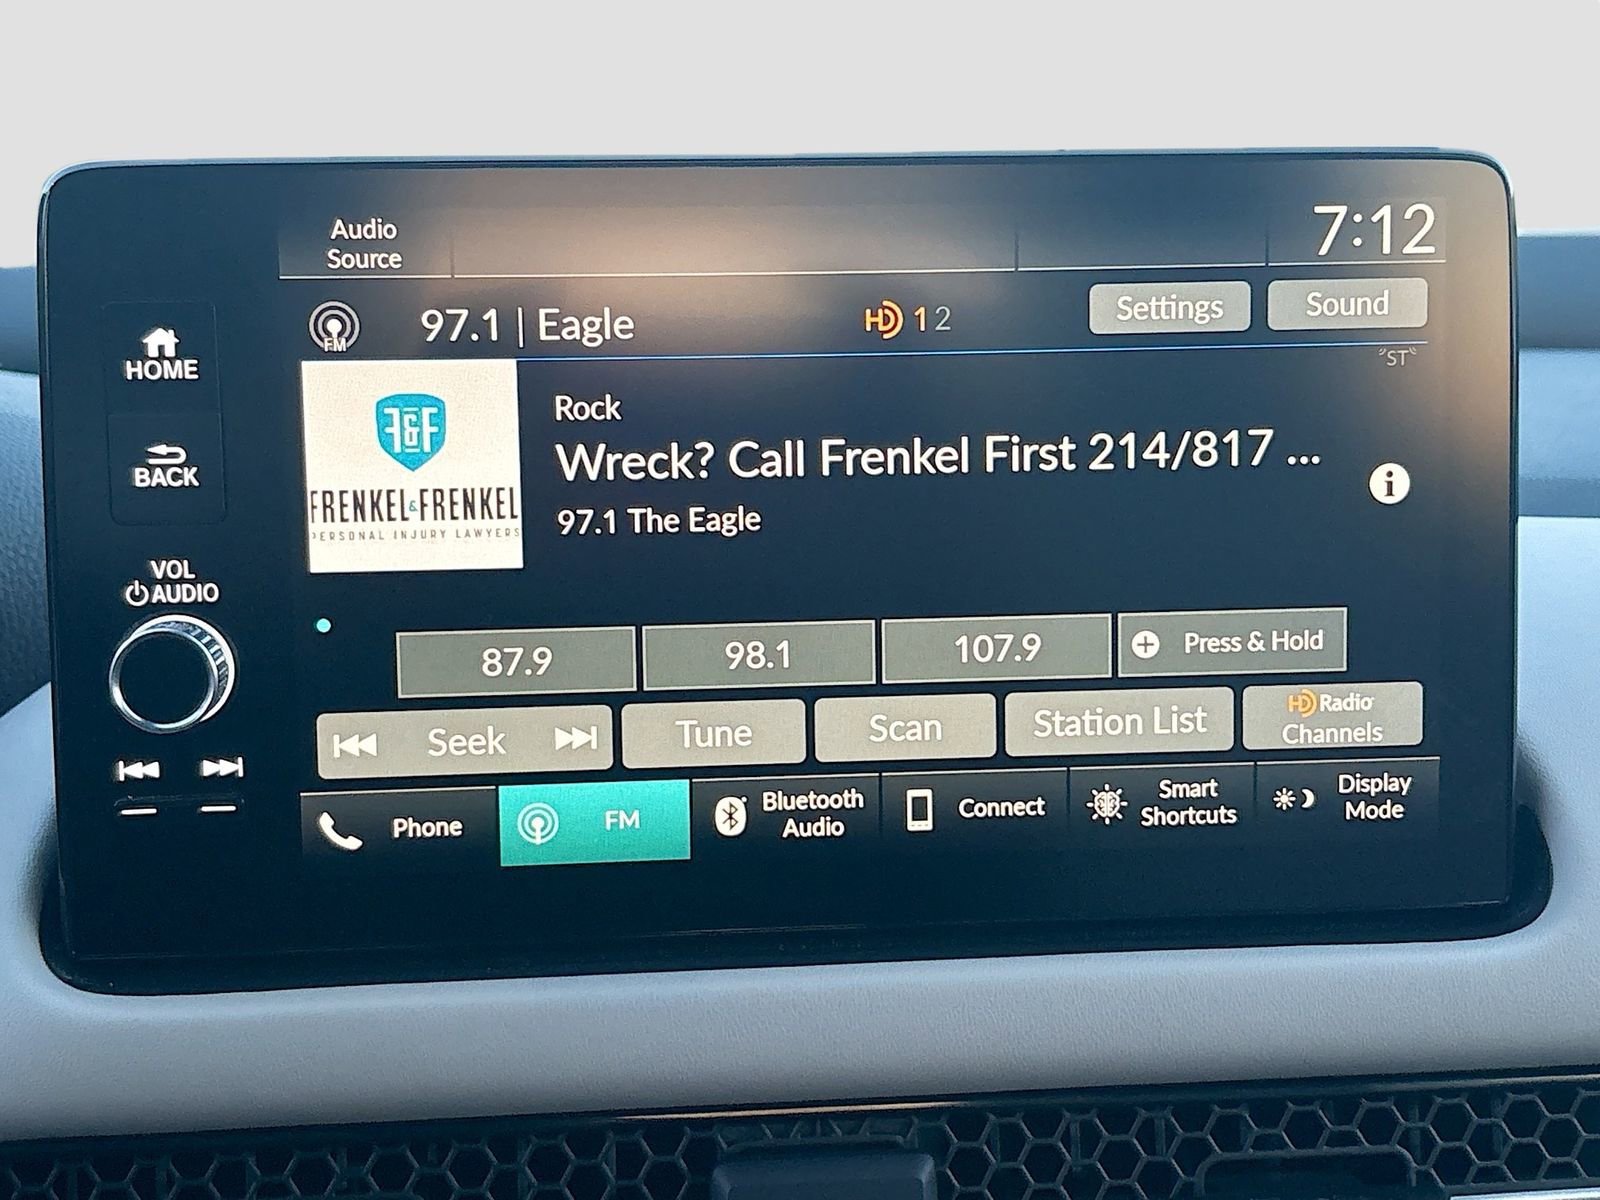 Audio
Source
7:12
FM
97.1 | Eagle
HD 1 2
Settings
Sound
"ST"
HOME
BACK
VOL
AUDIO
F&F
FRENKEL & FRENKEL
PERSONAL INJURY LAWYERS
Rock
Wreck? Call Frenkel First 214/817 ...
97.1 The Eagle
i
87.9
98.1
107.9
Press & Hold
Seek
Tune
Scan
Station List
HD Radio
Channels
Phone
FM
Bluetooth
Audio
Connect
Smart
Shortcuts
Display
Mode